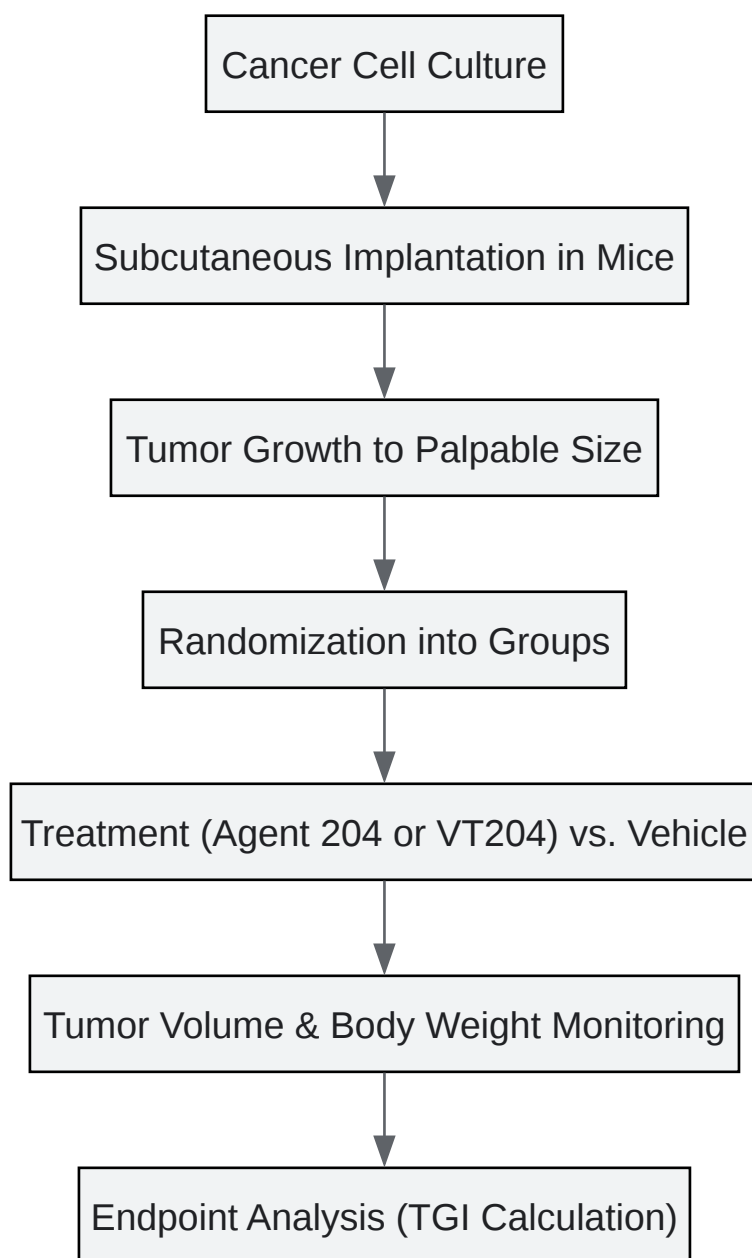 Cancer Cell Culture
Subcutaneous Implantation in Mice
Tumor Growth to Palpable Size
Randomization into Groups
Treatment (Agent 204 or VT204) vs. Vehicle
Tumor Volume & Body Weight Monitoring
Endpoint Analysis (TGI Calculation)